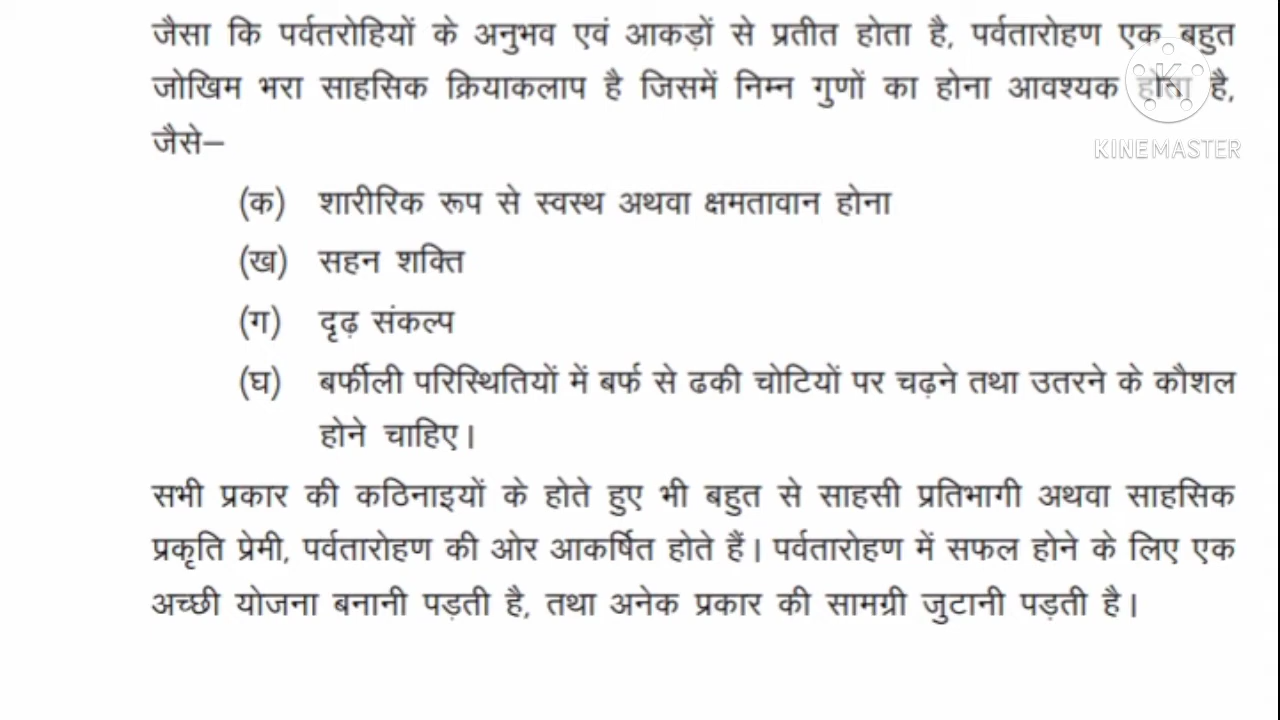 जैसा कि पर्वतरोहियों के अनुभव एवं आकड़ों से प्रतीत होता है, पर्वतारोहण एक बहुत
जोखिम भरा साहसिक क्रियाकलाप है जिसमें निम्न गुणों का होना आवश्यक होता है,
जैसे–
KINEMASTER
(क) शारीरिक रूप से स्वस्थ अथवा क्षमतावान होना
(ख) सहन शक्ति
(ग) दृढ़ संकल्प
(घ) बर्फीली परिस्थितियों में बर्फ से ढकी चोटियों पर चढ़ने तथा उतरने के कौशल
होने चाहिए।
सभी प्रकार की कठिनाइयों के होते हुए भी बहुत से साहसी प्रतिभागी अथवा साहसिक
प्रकृति प्रेमी, पर्वतारोहण की ओर आकर्षित होते हैं। पर्वतारोहण में सफल होने के लिए एक
अच्छी योजना बनानी पड़ती है, तथा अनेक प्रकार की सामग्री जुटानी पड़ती है।